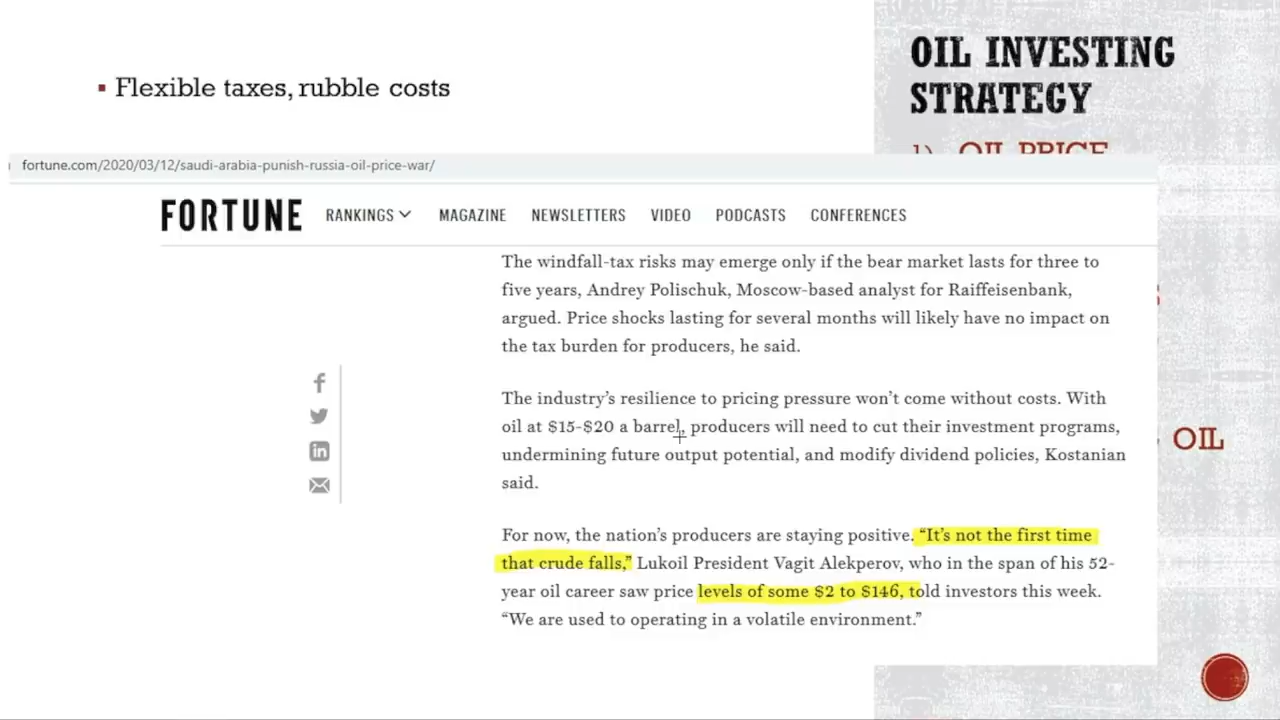 OIL INVESTING
STRATEGY
Flexible taxes, rubble costs
1) OIL PRICE
fortune.com/2020/03/12/saudi-arabia-punish-russia-oil-price-war/
FORTUNE RANKINGS MAGAZINE NEWSLETTERS VIDEO PODCASTS CONFERENCES
The windfall-tax risks may emerge only if the bear market lasts for three to
five years, Andrey Polischuk, Moscow-based analyst for Raiffeisenbank,
argued. Price shocks lasting for several months will likely have no impact on
the tax burden for producers, he said.
The industry’s resilience to pricing pressure won’t come without costs. With
oil at $15-$20 a barrel, producers will need to cut their investment programs,
undermining future output potential, and modify dividend policies, Kostanian
said.
OIL
For now, the nation’s producers are staying positive. “It’s not the first time
that crude falls,” Lukoil President Vagit Alekperov, who in the span of his 52-
year oil career saw price levels of some $2 to $146, told investors this week.
“We are used to operating in a volatile environment.”